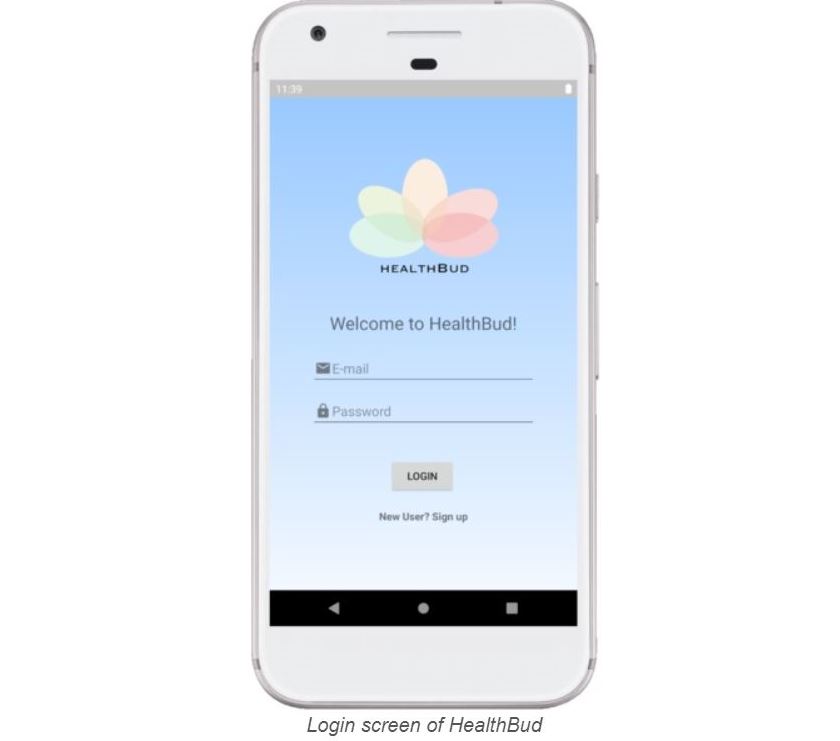 11:39
HEALTHBUD
Welcome to HealthBud!
E-mail
Password
LOGIN
New User? Sign up
Login screen of HealthBud